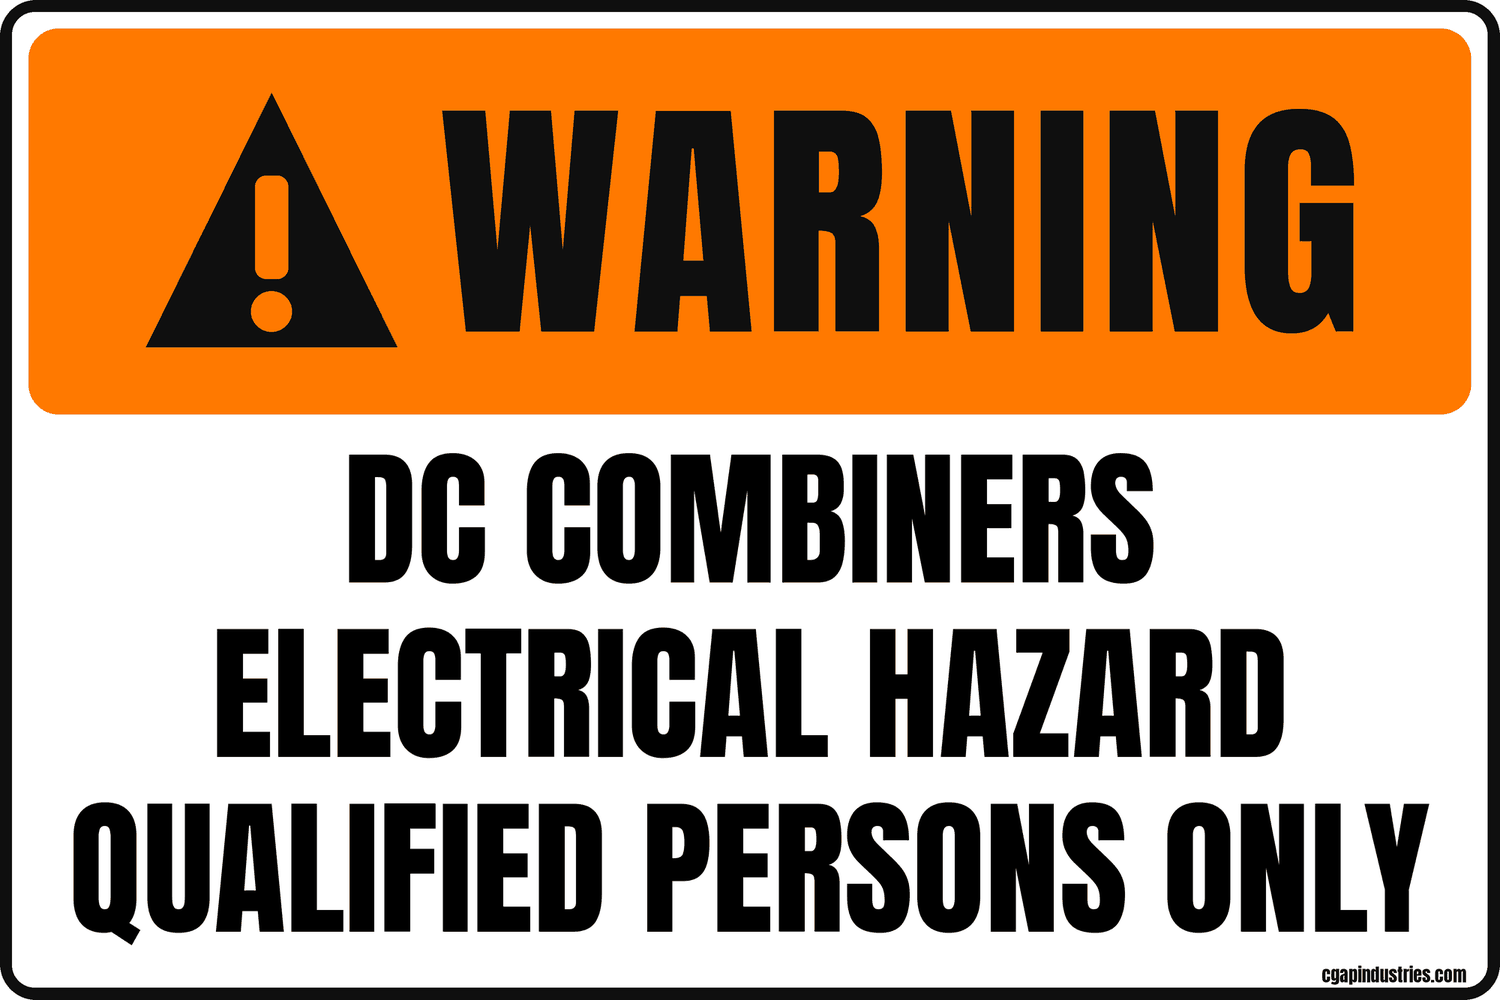 WARNING
DC COMBINERS
ELECTRICAL HAZARD
QUALIFIED PERSONS ONLY
cgapindustries.com